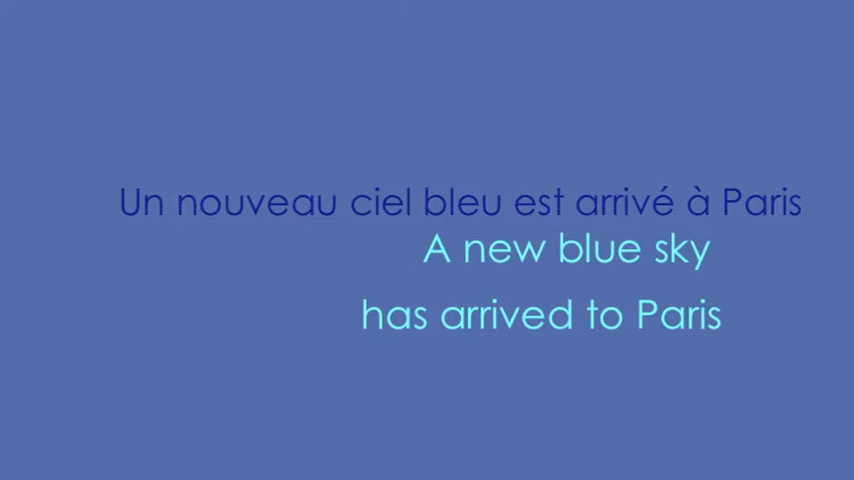 Un nouveau ciel bleu est arrivé à Paris
A new blue sky
has arrived to Paris